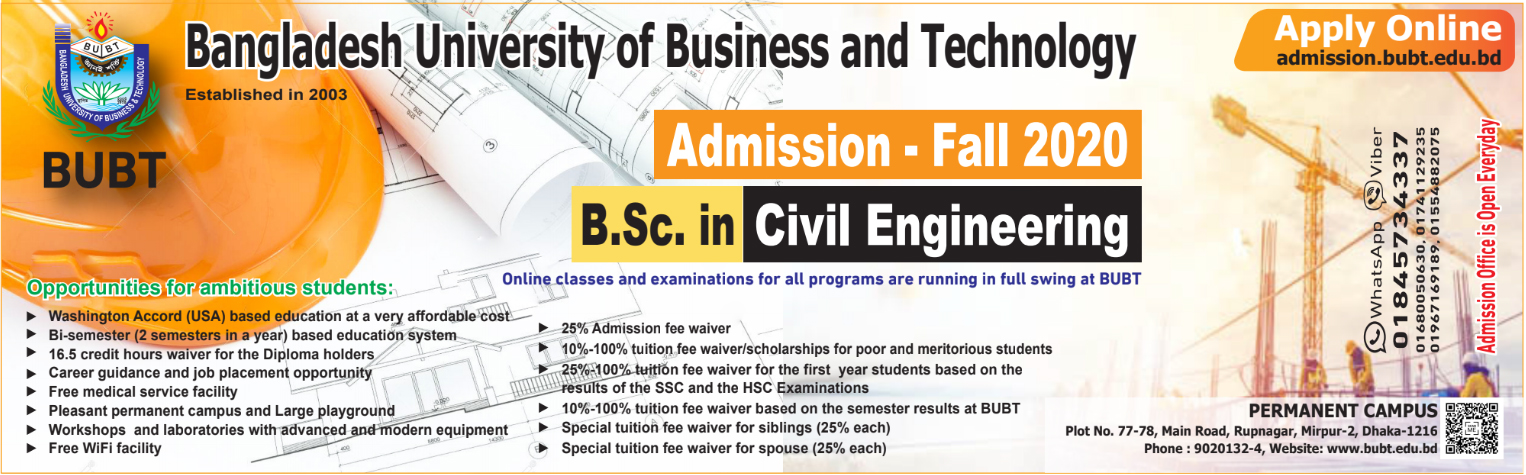 BUBT
BANGLADESH UNIVERSITY OF BUSINESS & TECHNOLOGY
BUBT
Bangladesh University of Business and Technology
Established in 2003
Apply Online
admission.bubt.edu.bd
Admission - Fall 2020
B.Sc. in Civil Engineering
Online classes and examinations for all programs are running in full swing at BUBT
Opportunities for ambitious students:
Washington Accord (USA) based education at a very affordable cost
Bi-semester (2 semesters in a year) based education system
16.5 credit hours waiver for the Diploma holders
Career guidance and job placement opportunity
Free medical service facility
Pleasant permanent campus and Large playground
Workshops and laboratories with advanced and modern equipment
Free WiFi facility
25% Admission fee waiver
10%-100% tuition fee waiver/scholarships for poor and meritorious students
25%-100% tuition fee waiver for the first year students based on the
results of the SSC and the HSC Examinations
10%-100% tuition fee waiver based on the semester results at BUBT
Special tuition fee waiver for siblings (25% each)
Special tuition fee waiver for spouse (25% each)
WhatsApp Viber
01845734337
01680050630, 01741129235
01967169189, 01554882075
Admission Office is Open Everyday
PERMANENT CAMPUS
Plot No. 77-78, Main Road, Rupnagar, Mirpur-2, Dhaka-1216
Phone : 9020132-4, Website: www.bubt.edu.bd